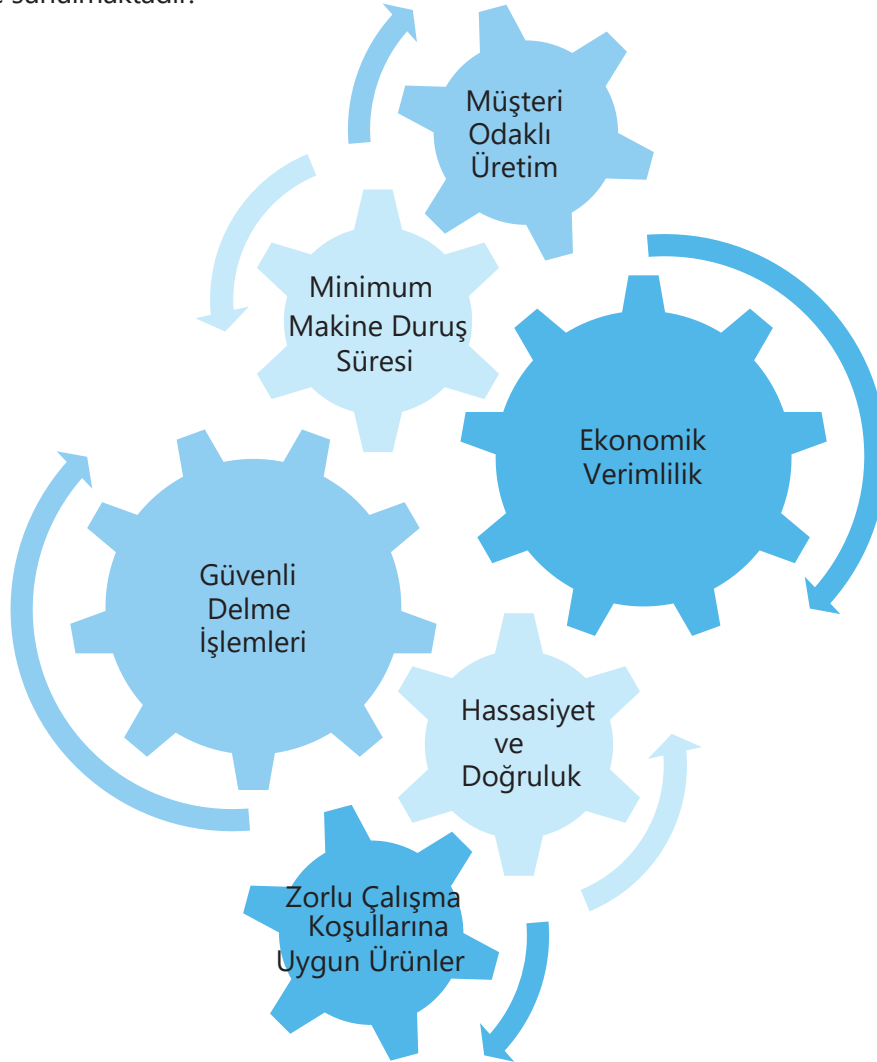 sunulmaktadır.
Müşteri
Odaklı
Üretim
Minimum
Makine Duruş
Süresi
Ekonomik
Verimlilik
Güvenli
Delme
İşlemleri
Hassasiyet
ve
Doğruluk
Zorlu Çalışma
Koşullarına
Uygun Ürünler